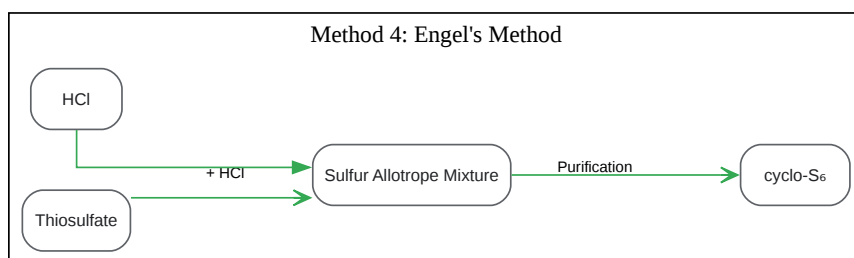 Method 4: Engel's Method
HCl
+ HCl
Thiosulfate
Sulfur Allotrope Mixture
Purification
cyclo-S₆